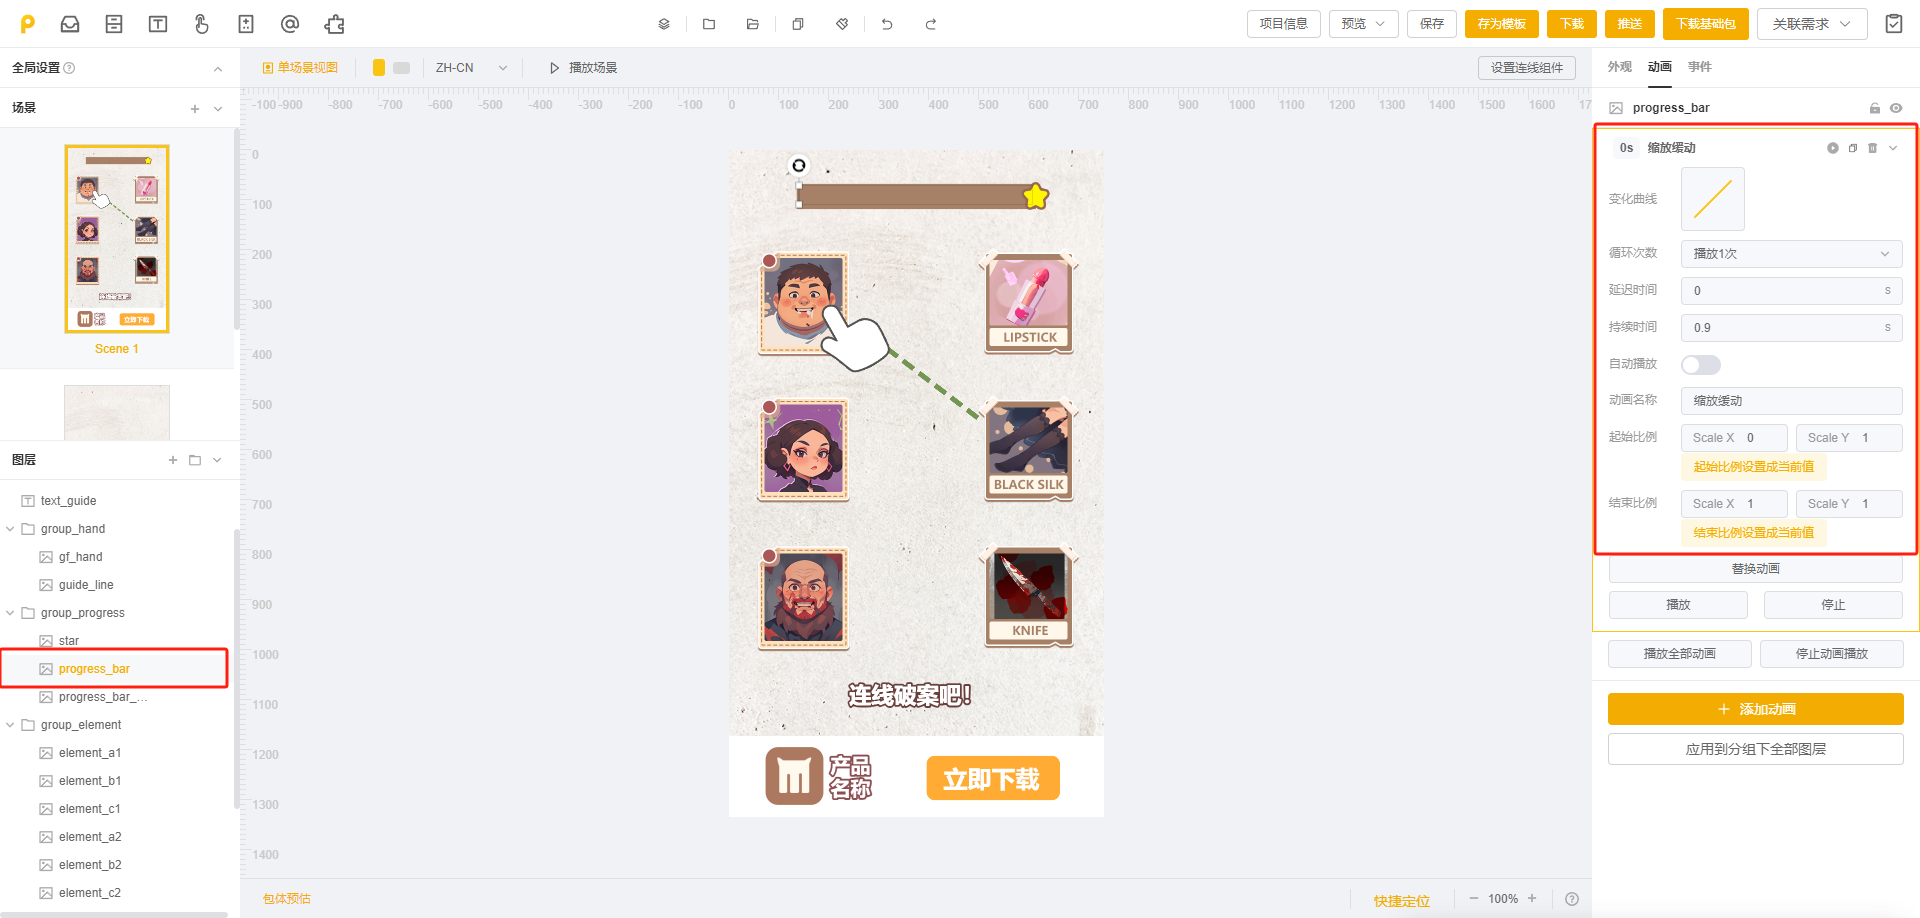 项目信息
预览
保存
存为模板
下载
推送
下载基础包
关联需求
全局设置
单场景视图
ZH-CN
播放场景
设置连线组件
外观 动画 事件
场景
Scene 1
图层
text_guide
group_hand
gf_hand
guide_line
group_progress
star
progress_bar
progress_bar_...
group_element
element_a1
element_b1
element_c1
element_a2
element_b2
element_c2
-100 -900 -800 -700 -600 -500 -400 -300 -200 -100 0 100 200 300 400 500 600 700 800 900 1000 1100 1200 1300 1400 1500 1600 17
0
100
200
300
400
500
600
700
800
900
1000
1100
1200
1300
1400
LIPSTICK
BLACK SILK
KNIFE
连线破案吧!
产品
名称
立即下载
包体预估
快捷定位
100%
progress_bar
0s 缩放缓动
变化曲线
循环次数 播放1次
延迟时间 0 s
持续时间 0.9 s
自动播放
动画名称 缩放缓动
起始比例 Scale X 0 Scale Y 1
起始比例设置成当前值
结束比例 Scale X 1 Scale Y 1
结束比例设置成当前值
替换动画
播放 停止
播放全部动画 停止动画播放
添加动画
应用到分组下全部图层